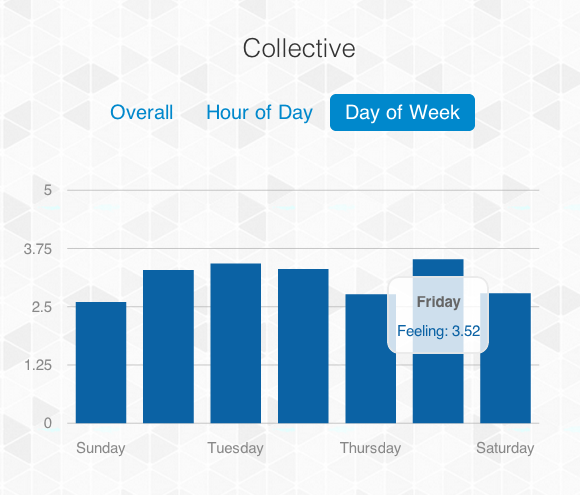 Collective
Overall Hour of Day Day of Week
5
3.75
2.5
1.25
0
Friday
Feeling: 3.52
Sunday Tuesday Thursday Saturday